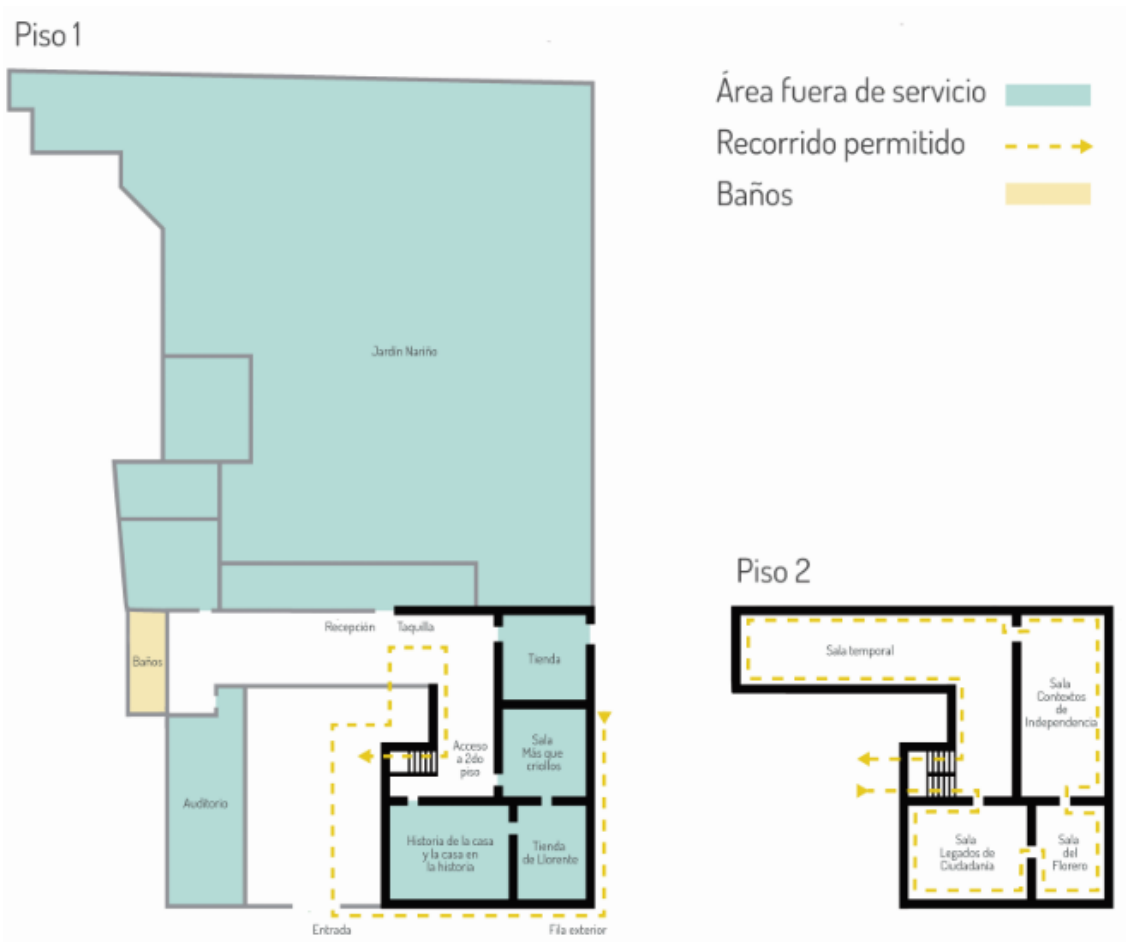 Piso 1
Área fuera de servicio
Recorrido permitido
Baños
Jardín Nariño
Piso 2
Recepción
Taquilla
Baños
Tienda
Sala temporal
Sala
Contextos
de
Independencia
Acceso
a 2do
piso
Sala
Más que
criollos
Auditorio
Historia de la casa
y la casa en
la historia
Tienda
de Llorente
Sala
Legados de
Ciudadanía
Sala
del
Florero
Entrada
Fila exterior